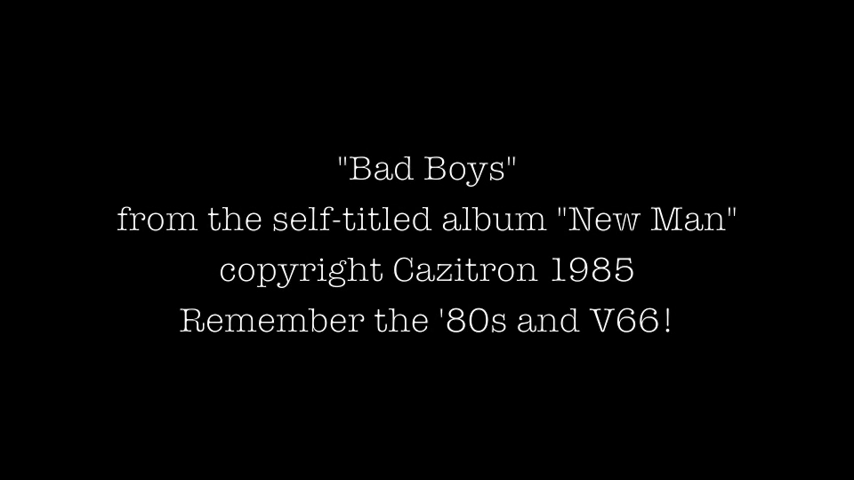 "Bad Boys"
from the self-titled album "New Man"
copyright Cazitron 1985
Remember the '80s and V66!